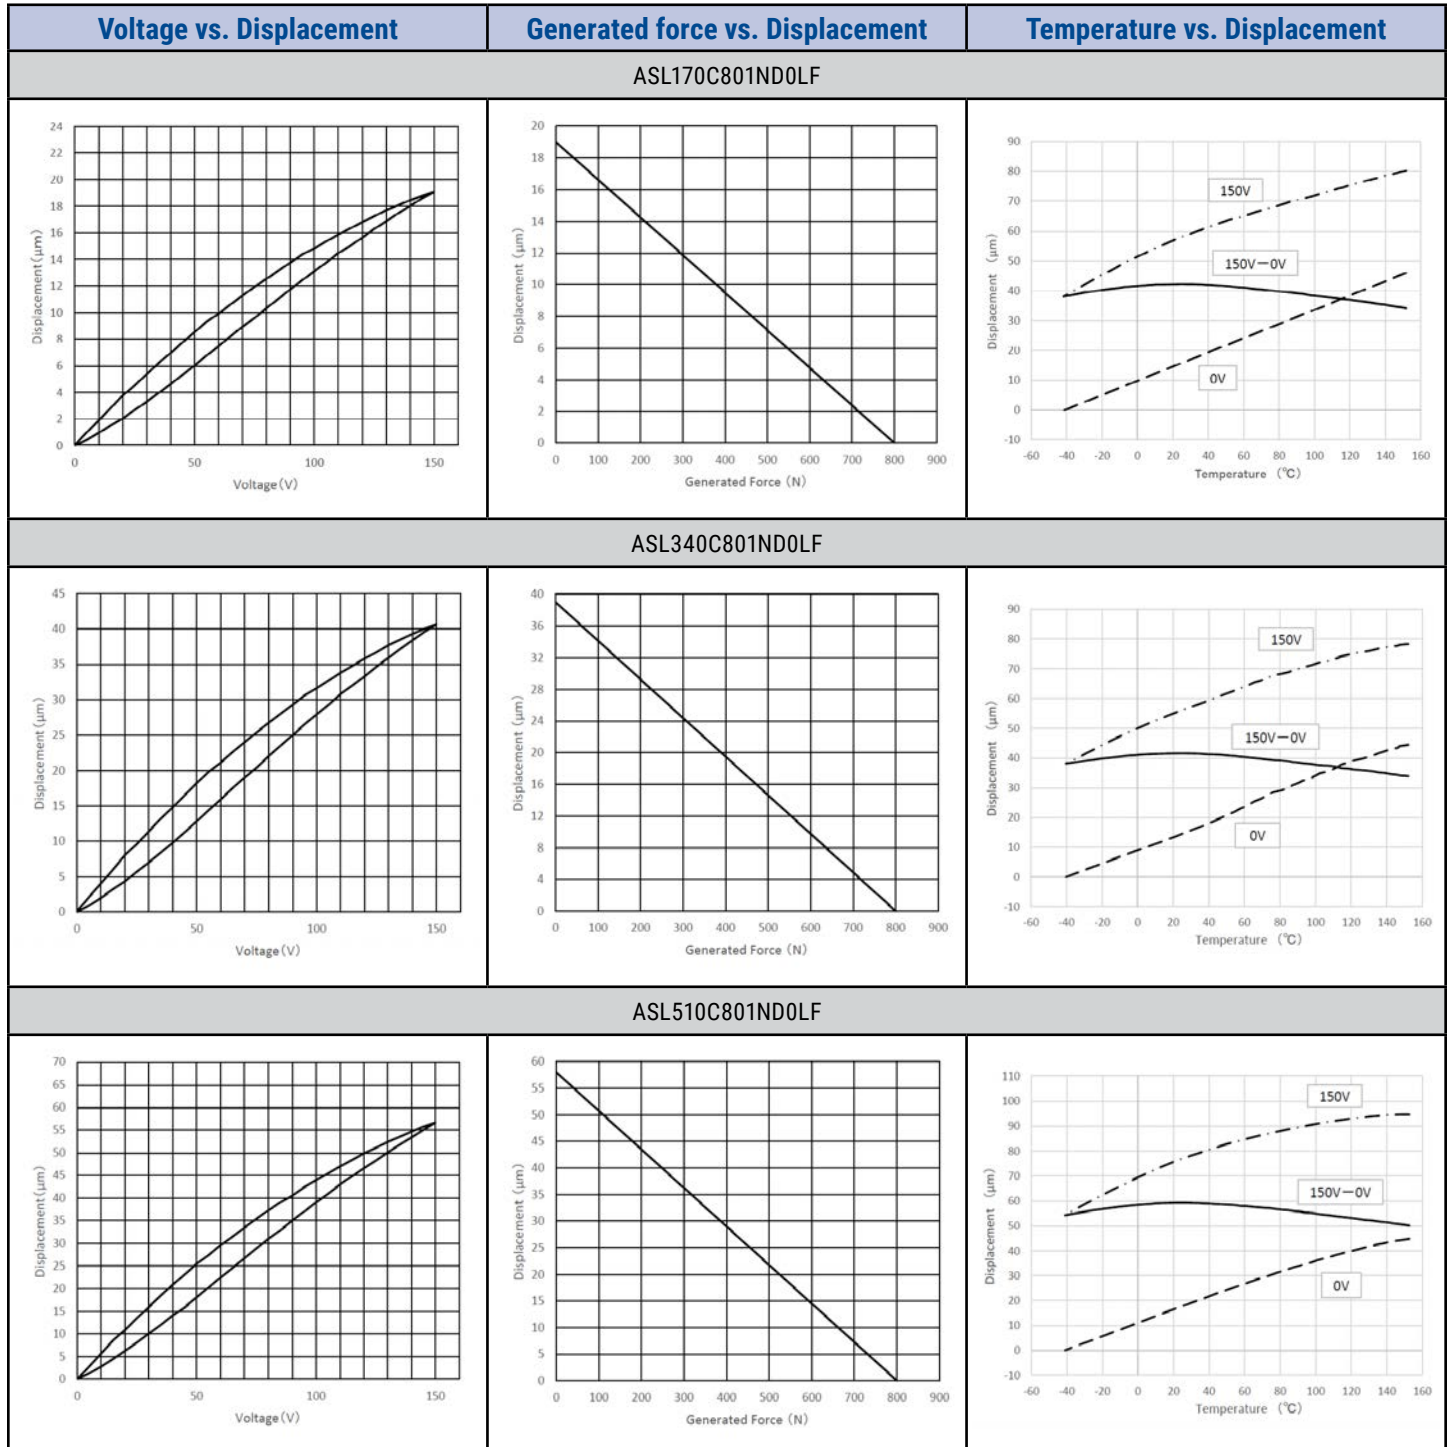 Voltage vs. Displacement
Generated force vs. Displacement
Temperature vs. Displacement
ASL170C801ND0LF
24
22
20
18
16
14
12
10
8
6
4
2
0
Displacement (μm)
0 50 100 150
Voltage(V)
20
18
16
14
12
10
8
6
4
2
0
Displacement (μm)
0 100 200 300 400 500 600 700 800 900
Generated Force (N)
90
80
70
60
50
40
30
20
10
0
-10
Displacement (μm)
150V
150V-0V
0V
-60 -40 -20 0 20 40 60 80 100 120 140 160
Temperature (℃)
ASL340C801ND0LF
45
40
35
30
25
20
15
10
5
0
Displacement (μm)
0 50 100 150
Voltage(V)
40
36
32
28
24
20
16
12
8
4
0
Displacement (μm)
0 100 200 300 400 500 600 700 800 900
Generated Force (N)
90
80
70
60
50
40
30
20
10
0
-10
Displacement (μm)
150V
150V-0V
0V
-60 -40 -20 0 20 40 60 80 100 120 140 160
Temperature (℃)
ASL510C801ND0LF
70
65
60
55
50
45
40
35
30
25
20
15
10
5
0
Displacement(μm)
0 50 100 150
Voltage(V)
60
55
50
45
40
35
30
25
20
15
10
5
0
Displacement (μm)
0 100 200 300 400 500 600 700 800 900
Generated Force (N)
110
100
90
80
70
60
50
40
30
20
10
0
-10
Displacement (μm)
150V
150V-0V
0V
-60 -40 -20 0 20 40 60 80 100 120 140 160
Temperature (℃)